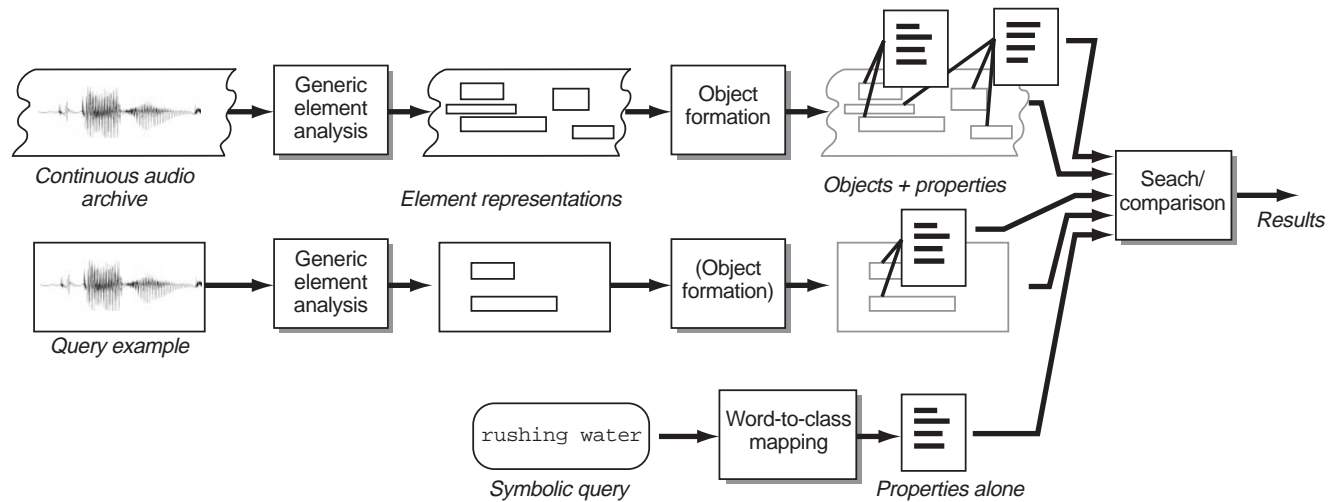 Generic
element
analysis
Object
formation
Continuous audio
archive
Element representations
Objects + properties
Seach/
comparison
Results
Generic
element
analysis
(Object
formation)
Query example
rushing water
Word-to-class
mapping
Symbolic query
Properties alone